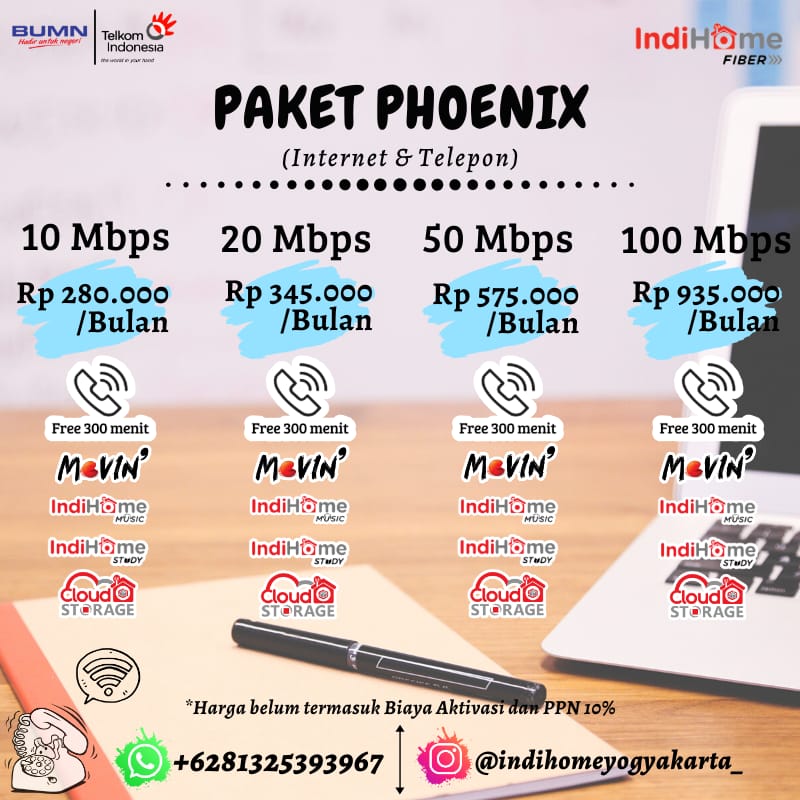 BUMN
Hadir untuk negeri
Telkom
Indonesia
the world in your hand
IndiHome
FIBER
PAKET PHOENIX
(Internet & Telepon)
10 Mbps
Rp 280.000
/Bulan
Free 300 menit
MOVIN'
IndiHome
MUSIC
IndiHome
STUDY
Cloud
STORAGE
20 Mbps
Rp 345.000
/Bulan
Free 300 menit
MOVIN'
IndiHome
MUSIC
IndiHome
STUDY
Cloud
STORAGE
50 Mbps
Rp 575.000
/Bulan
Free 300 menit
MOVIN'
IndiHome
MUSIC
IndiHome
STUDY
Cloud
STORAGE
100 Mbps
Rp 935.000
/Bulan
Free 300 menit
MOVIN'
IndiHome
MUSIC
IndiHome
STUDY
Cloud
STORAGE
*Harga belum termasuk Biaya Aktivasi dan PPN 10%
+6281325393967
@indihomeyogyakarta_